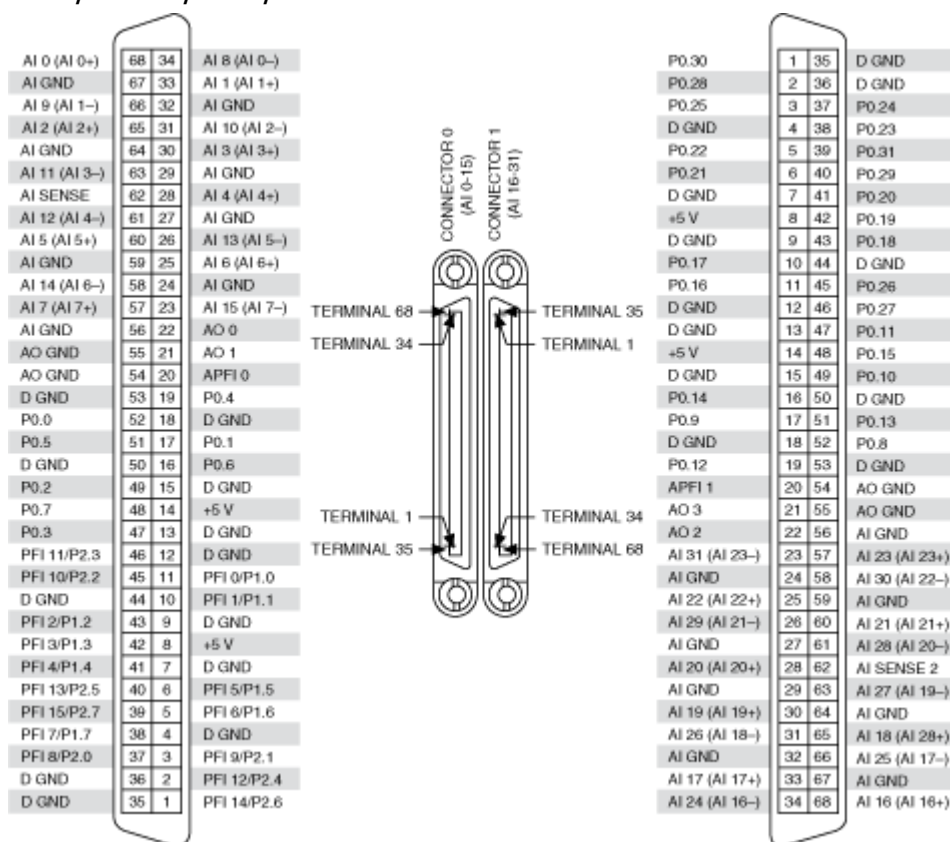 AI 0 (AI 0+) 68 34 AI 8 (AI 0–)
AI GND 67 33 AI 1 (AI 1+)
AI 9 (AI 1–) 66 32 AI GND
AI 2 (AI 2+) 65 31 AI 10 (AI 2–)
AI GND 64 30 AI 3 (AI 3+)
AI 11 (AI 3–) 63 29 AI GND
AI SENSE 62 28 AI 4 (AI 4+)
AI 12 (AI 4–) 61 27 AI GND
AI 5 (AI 5+) 60 26 AI 13 (AI 5–)
AI GND 59 25 AI 6 (AI 6+)
AI 14 (AI 6–) 58 24 AI GND
AI 7 (AI 7+) 57 23 AI 15 (AI 7–)
AI GND 56 22 AO 0
AO GND 55 21 AO 1
AO GND 54 20 APFI 0
D GND 53 19 P0.4
P0.0 52 18 D GND
P0.5 51 17 P0.1
D GND 50 16 P0.6
P0.2 49 15 D GND
P0.7 48 14 +5 V
P0.3 47 13 D GND
PFI 11/P2.3 46 12 D GND
PFI 10/P2.2 45 11 PFI 0/P1.0
D GND 44 10 PFI 1/P1.1
PFI 2/P1.2 43 9 D GND
PFI 3/P1.3 42 8 +5 V
PFI 4/P1.4 41 7 D GND
PFI 13/P2.5 40 6 PFI 5/P1.5
PFI 15/P2.7 39 5 PFI 6/P1.6
PFI 7/P1.7 38 4 D GND
PFI 8/P2.0 37 3 PFI 9/P2.1
D GND 36 2 PFI 12/P2.4
D GND 35 1 PFI 14/P2.6
CONNECTOR 0
(AI 0-15)
CONNECTOR 1
(AI 16-31)
TERMINAL 68
TERMINAL 34
TERMINAL 35
TERMINAL 1
TERMINAL 1
TERMINAL 35
TERMINAL 34
TERMINAL 68
P0.30 1 35 D GND
P0.28 2 36 D GND
P0.25 3 37 P0.24
D GND 4 38 P0.23
P0.22 5 39 P0.31
P0.21 6 40 P0.29
D GND 7 41 P0.20
+5 V 8 42 P0.19
D GND 9 43 P0.18
P0.17 10 44 D GND
P0.16 11 45 P0.26
D GND 12 46 P0.27
D GND 13 47 P0.11
+5 V 14 48 P0.15
D GND 15 49 P0.10
P0.14 16 50 D GND
P0.9 17 51 P0.13
D GND 18 52 P0.8
P0.12 19 53 D GND
APFI 1 20 54 AO GND
AO 3 21 55 AO GND
AO 2 22 56 AI GND
AI 31 (AI 23–) 23 57 AI 23 (AI 23+)
AI GND 24 58 AI 30 (AI 22–)
AI 22 (AI 22+) 25 59 AI GND
AI 29 (AI 21–) 26 60 AI 21 (AI 21+)
AI GND 27 61 AI 28 (AI 20–)
AI 20 (AI 20+) 28 62 AI SENSE 2
AI GND 29 63 AI 27 (AI 19–)
AI 19 (AI 19+) 30 64 AI GND
AI 26 (AI 18–) 31 65 AI 18 (AI 28+)
AI GND 32 66 AI 25 (AI 17–)
AI 17 (AI 17+) 33 67 AI GND
AI 24 (AI 16–) 34 68 AI 16 (AI 16+)